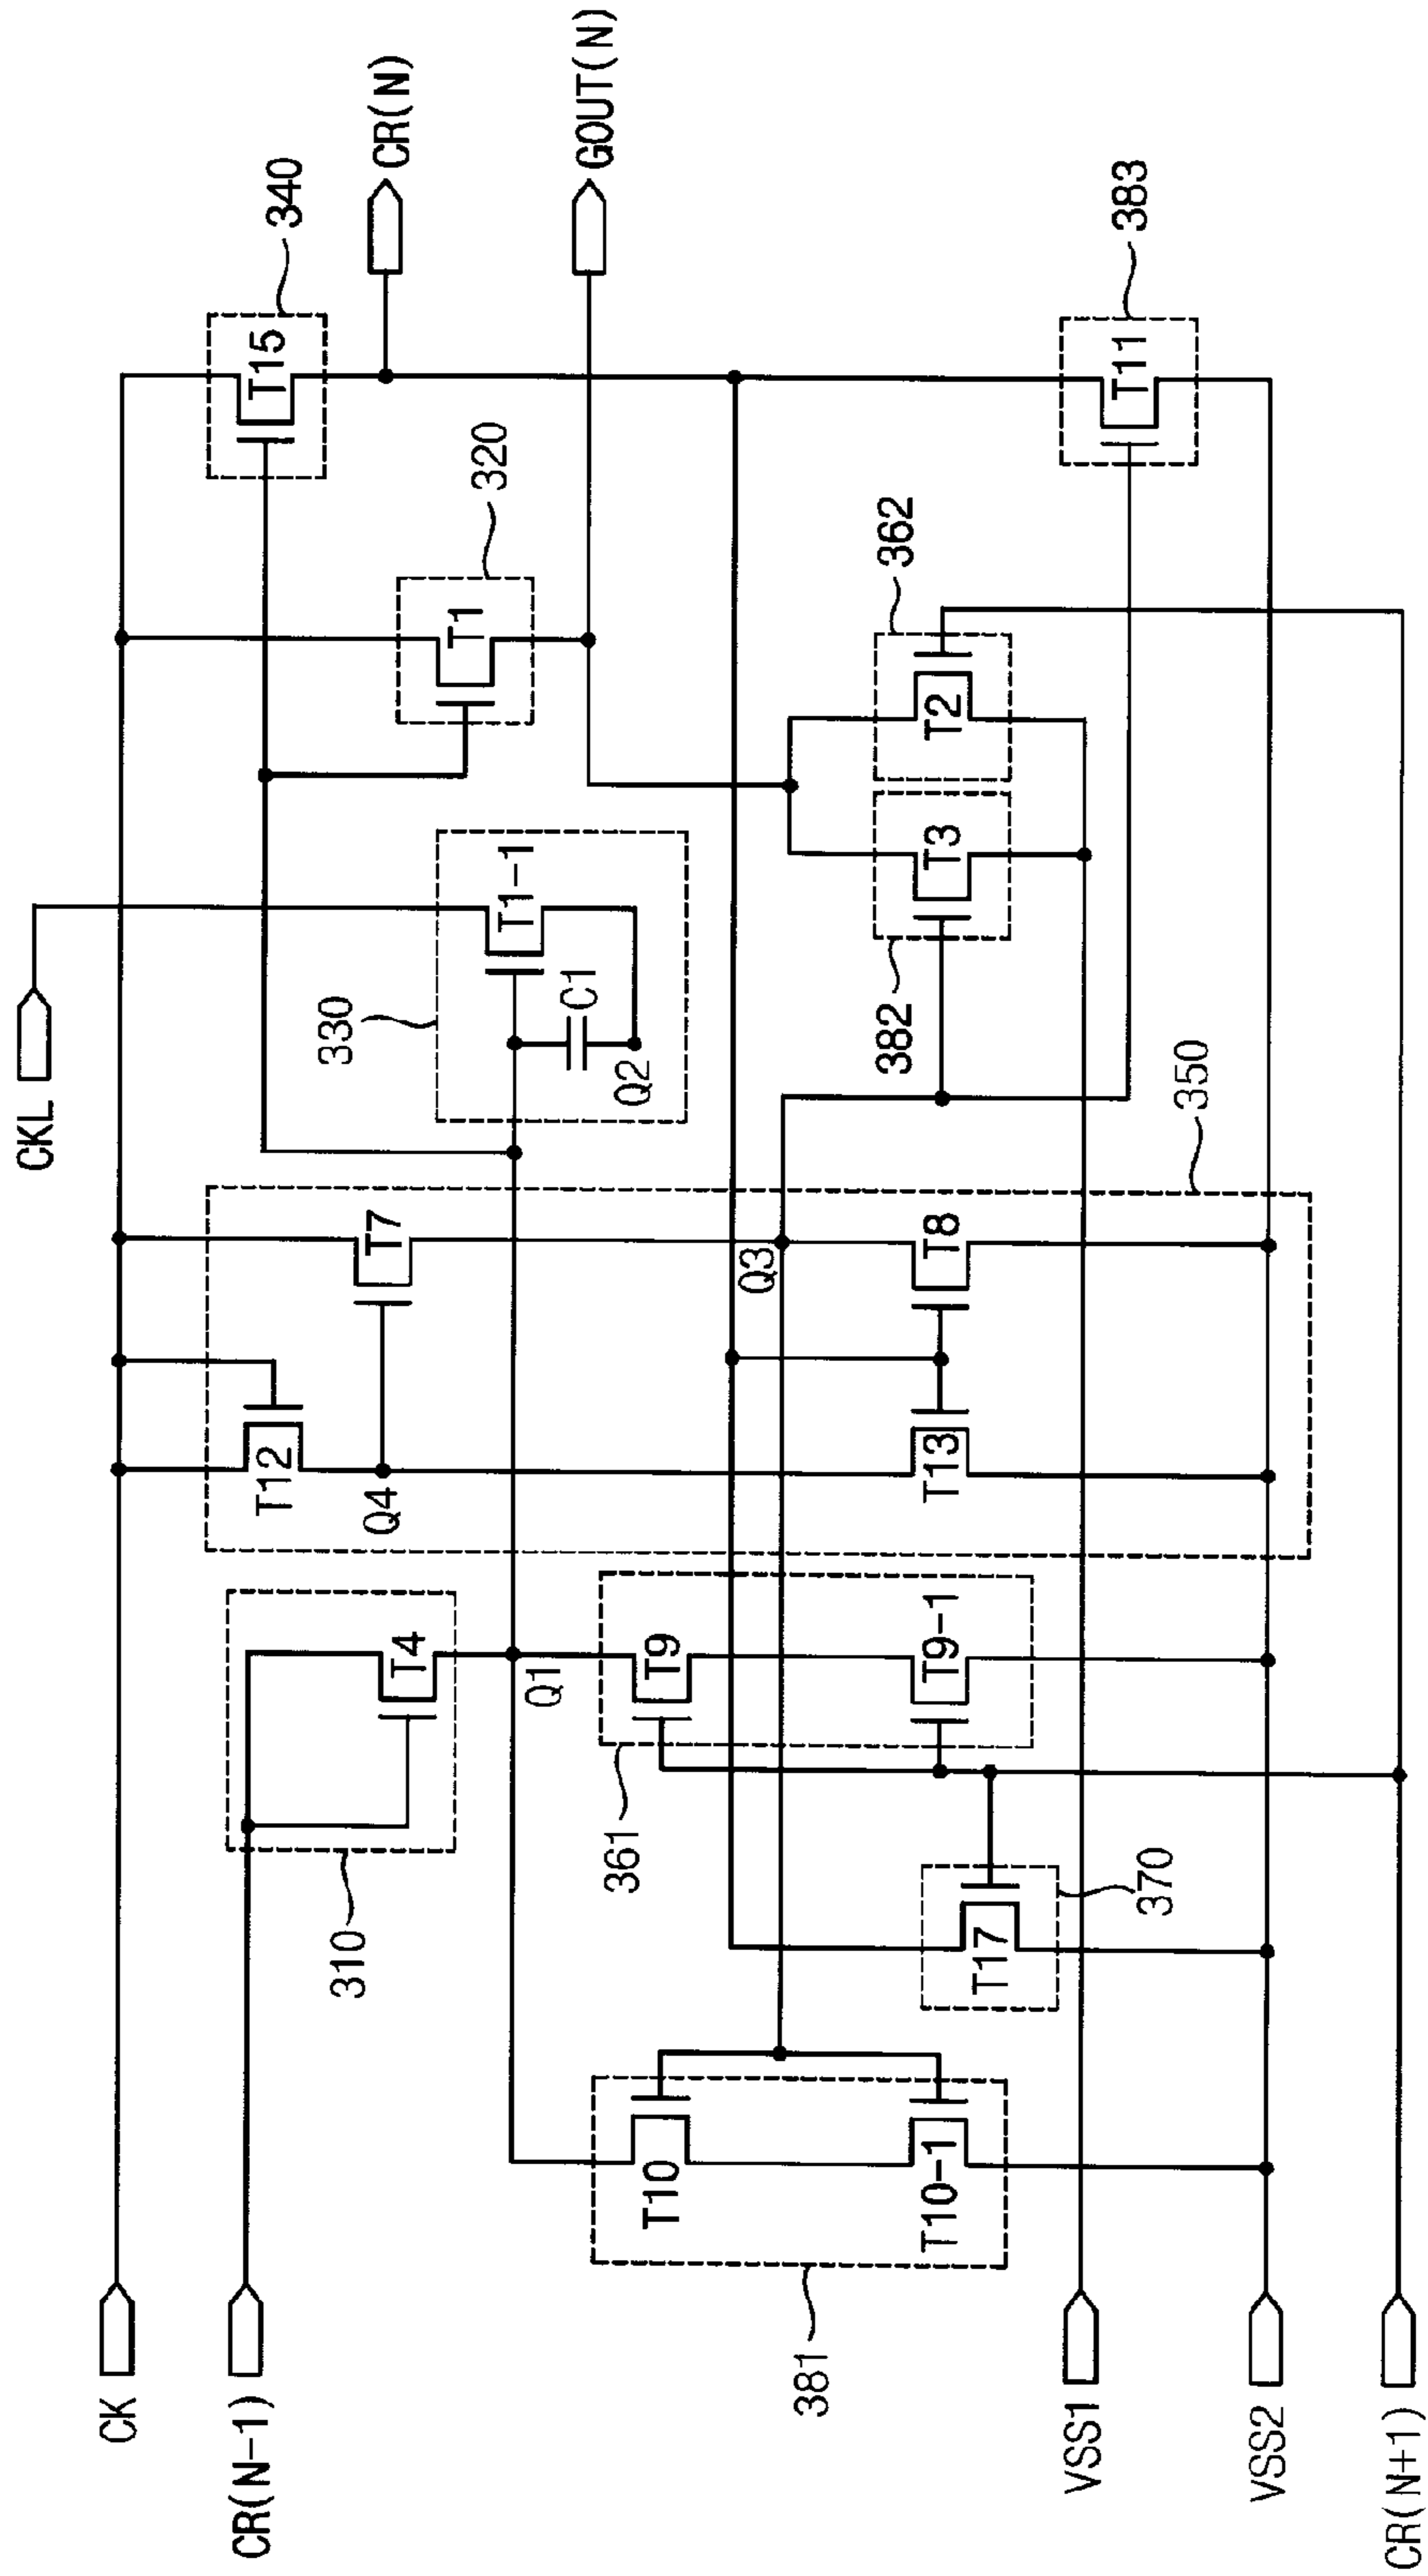 CK
CR(N-1)
VSS1
VSS2
CR(N+1)
CKL
CR(N)
GOUT(N)
310
T4
T12
Q4
T7
330
T1-1
C1
Q2
320
T1
340
T15
Q1
361
T9
T9-1
Q3
T13
T8
350
382
T3
362
T2
383
T11
381
T10
T10-1
370
T17